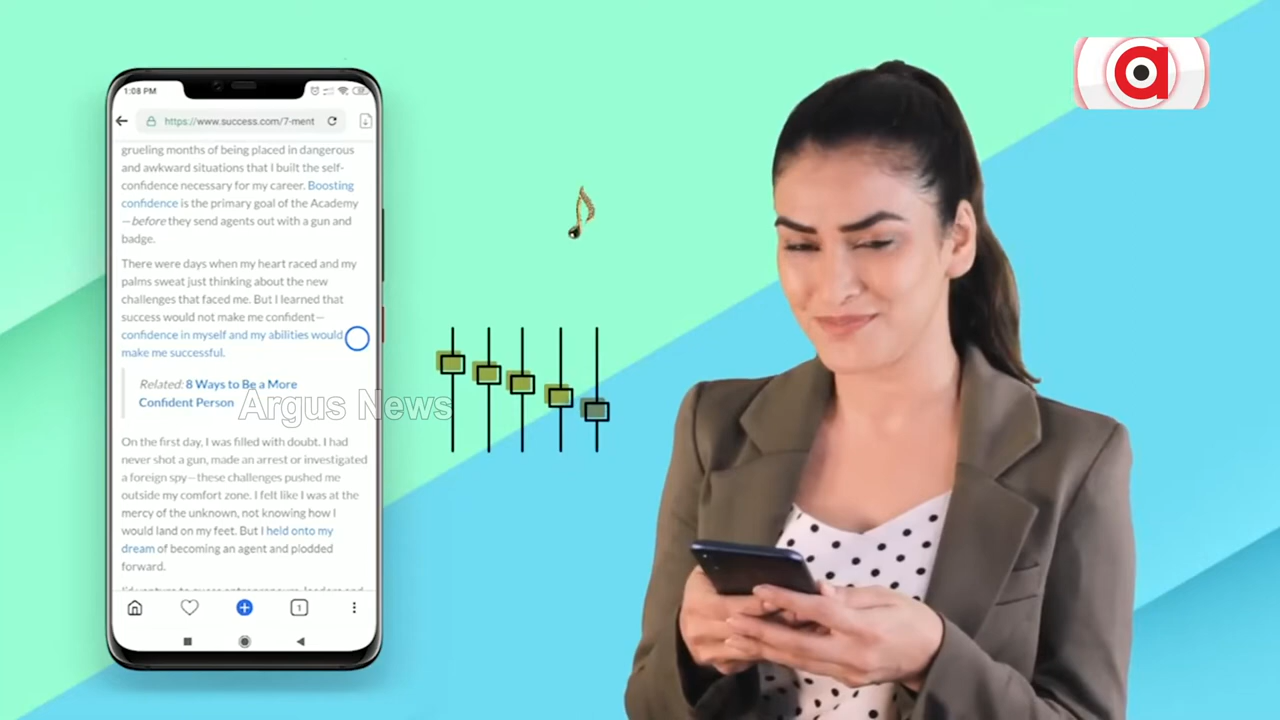 1:08 PM
https://www.success.com/7-ment
grueling months of being placed in dangerous
and awkward situations that I built the self-
confidence necessary for my career. Boosting
confidence is the primary goal of the Academy
—before they send agents out with a gun and
badge.
There were days when my heart raced and my
palms sweat just thinking about the new
challenges that faced me. But I learned that
success would not make me confident—
confidence in myself and my abilities would
make me successful.
Related: 8 Ways to Be a More
Confident Person
Argus News
On the first day, I was filled with doubt. I had
never shot a gun, made an arrest or investigated
a foreign spy—these challenges pushed me
outside my comfort zone. I felt like I was at the
mercy of the unknown, not knowing how I
would land on my feet. But I held onto my
dream of becoming an agent and plodded
forward.
1
a